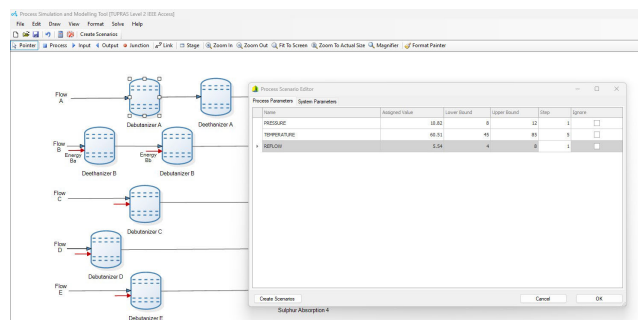 Process Simulation and Modelling Tool [TUPRAS Level 2 IEEE Access]
File Edit Draw View Format Solve Help
Create Scenarios
Pointer Process Input Output Junction Link Stage Zoom In Zoom Out Fit To Screen Zoom To Actual Size Magnifier Format Painter
Flow
A
Debutanizer A Deethanizer A
Flow
B
Energy
Ba
Energy
Bb
Deethanizer B Debutanizer B
Flow
C
Debutanizer C
Flow
D
Debutanizer D
Flow
E
Debutanizer E
Process Scenario Editor
Process Parameters System Parameters
Name Assigned Value Lower Bound Upper Bound Step Ignore
PRESSURE 10.82 8 12 1
TEMPERATURE 60.51 45 85 5
REFLOW 5.54 4 8 1
Create Scenarios Cancel OK
Sulphur Absorption 4